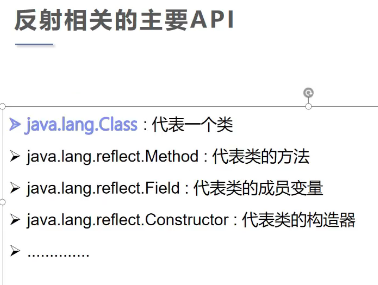 反射相关的主要API
➢ java.lang.Class : 代表一个类
➢ java.lang.reflect.Method : 代表类的方法
➢ java.lang.reflect.Field : 代表类的成员变量
➢ java.lang.reflect.Constructor : 代表类的构造器
➢ ..............